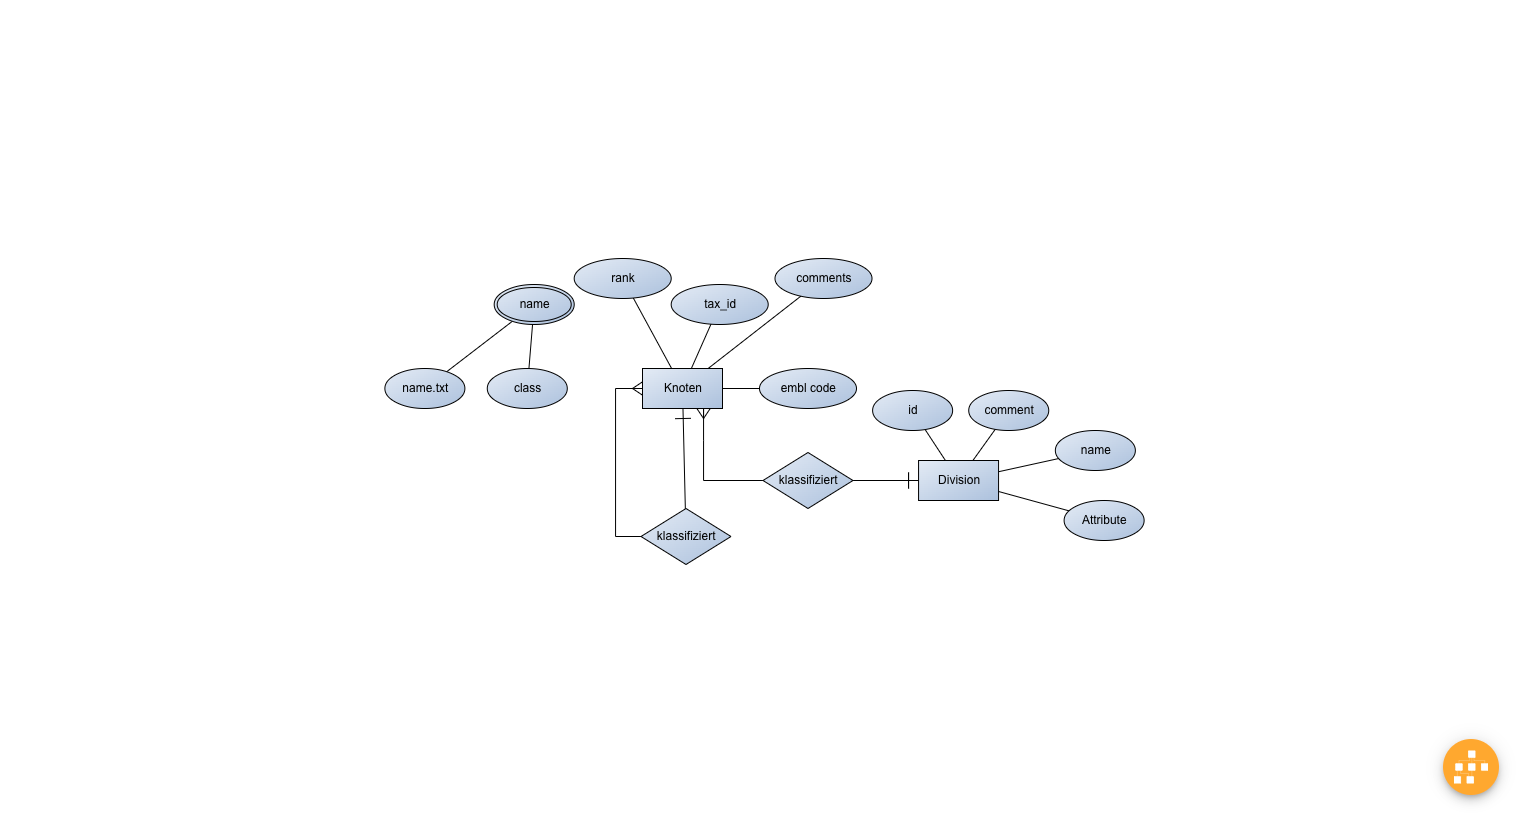 rank
comments
name
tax_id
name.txt
class
Knoten
embl code
id
comment
name
klassifiziert
Division
Attribute
klassifiziert